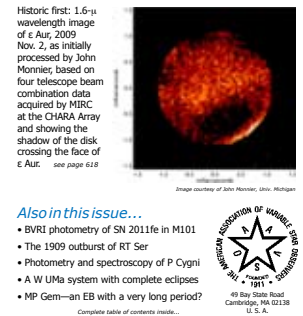 Historic first: 1.6-μ
wavelength image
of ε Aur, 2009
Nov. 2, as initially
processed by John
Monnier, based on
four telescope beam
combination data
acquired by MIRC
at the CHARA Array
and showing the
shadow of the disk
crossing the face of
ε Aur. see page 618
Image courtesy of John Monnier, Univ. Michigan
Also in this issue...
• BVRI photometry of SN 2011fe in M101
• The 1909 outburst of RT Ser
• Photometry and spectroscopy of P Cygni
• A W UMa system with complete eclipses
• MP Gem—an EB with a very long period?
Complete table of contents inside...
THE AMERICAN ASSOCIATION OF VARIABLE STAR OBSERVERS
A A V S O
FOUNDED
1911
49 Bay State Road
Cambridge, MA 02138
U. S. A.